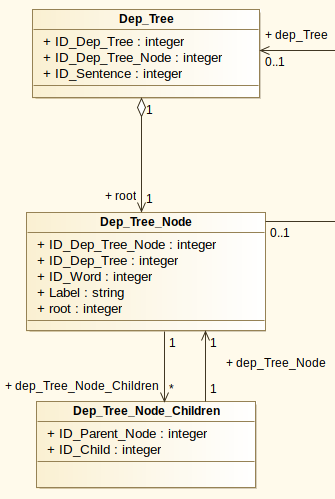 Dep_Tree
+ ID_Dep_Tree : integer
+ ID_Dep_Tree_Node : integer
+ ID_Sentence : integer
+ dep_Tree
0..1
1
+ root
1
Dep_Tree_Node
+ ID_Dep_Tree_Node : integer
+ ID_Dep_Tree : integer
+ ID_Word : integer
+ Label : string
+ root : integer
0..1
1
1
+ dep_Tree_Node
+ dep_Tree_Node_Children
*
1
Dep_Tree_Node_Children
+ ID_Parent_Node : integer
+ ID_Child : integer